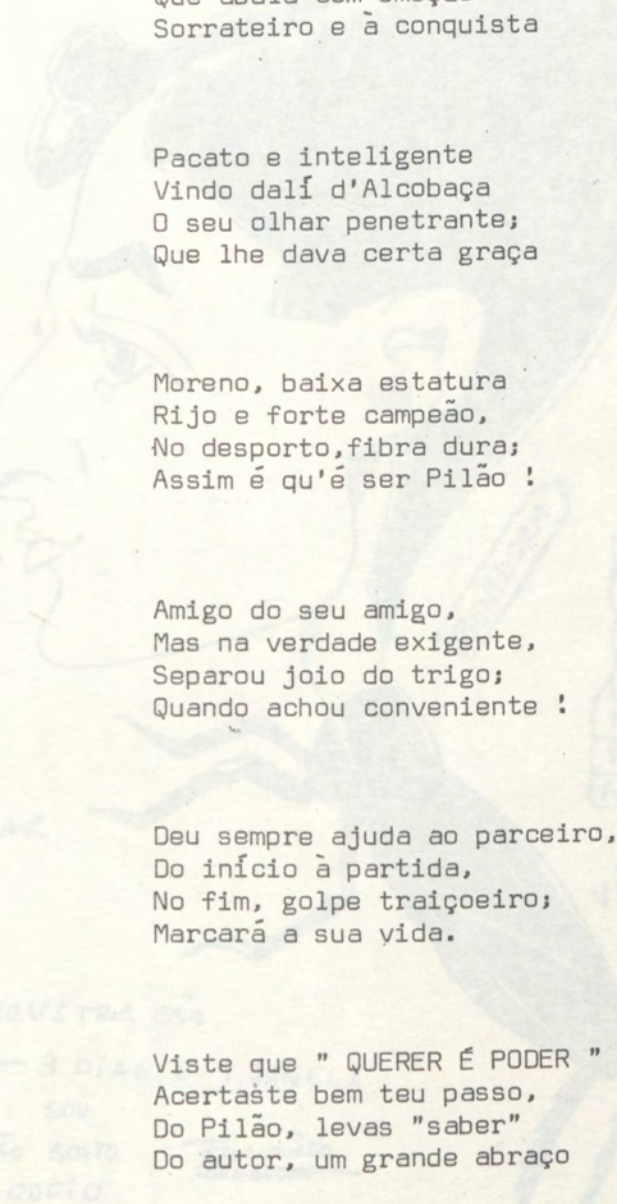 Sorrateiro e à conquista
Pacato e inteligente
Vindo dalí d'Alcobaça
O seu olhar penetrante;
Que lhe dava certa graça
Moreno, baixa estatura
Rijo e forte campeão,
No desporto,fibra dura;
Assim é qu'é ser Pilão !
Amigo do seu amigo,
Mas na verdade exigente,
Separou joio do trigo;
Quando achou conveniente !
Deu sempre ajuda ao parceiro,
Do início à partida,
No fim, golpe traiçoeiro;
Marcará a sua vida.
Viste que " QUERER É PODER "
Acertaste bem teu passo,
Do Pilão, levas "saber"
Do autor, um grande abraço